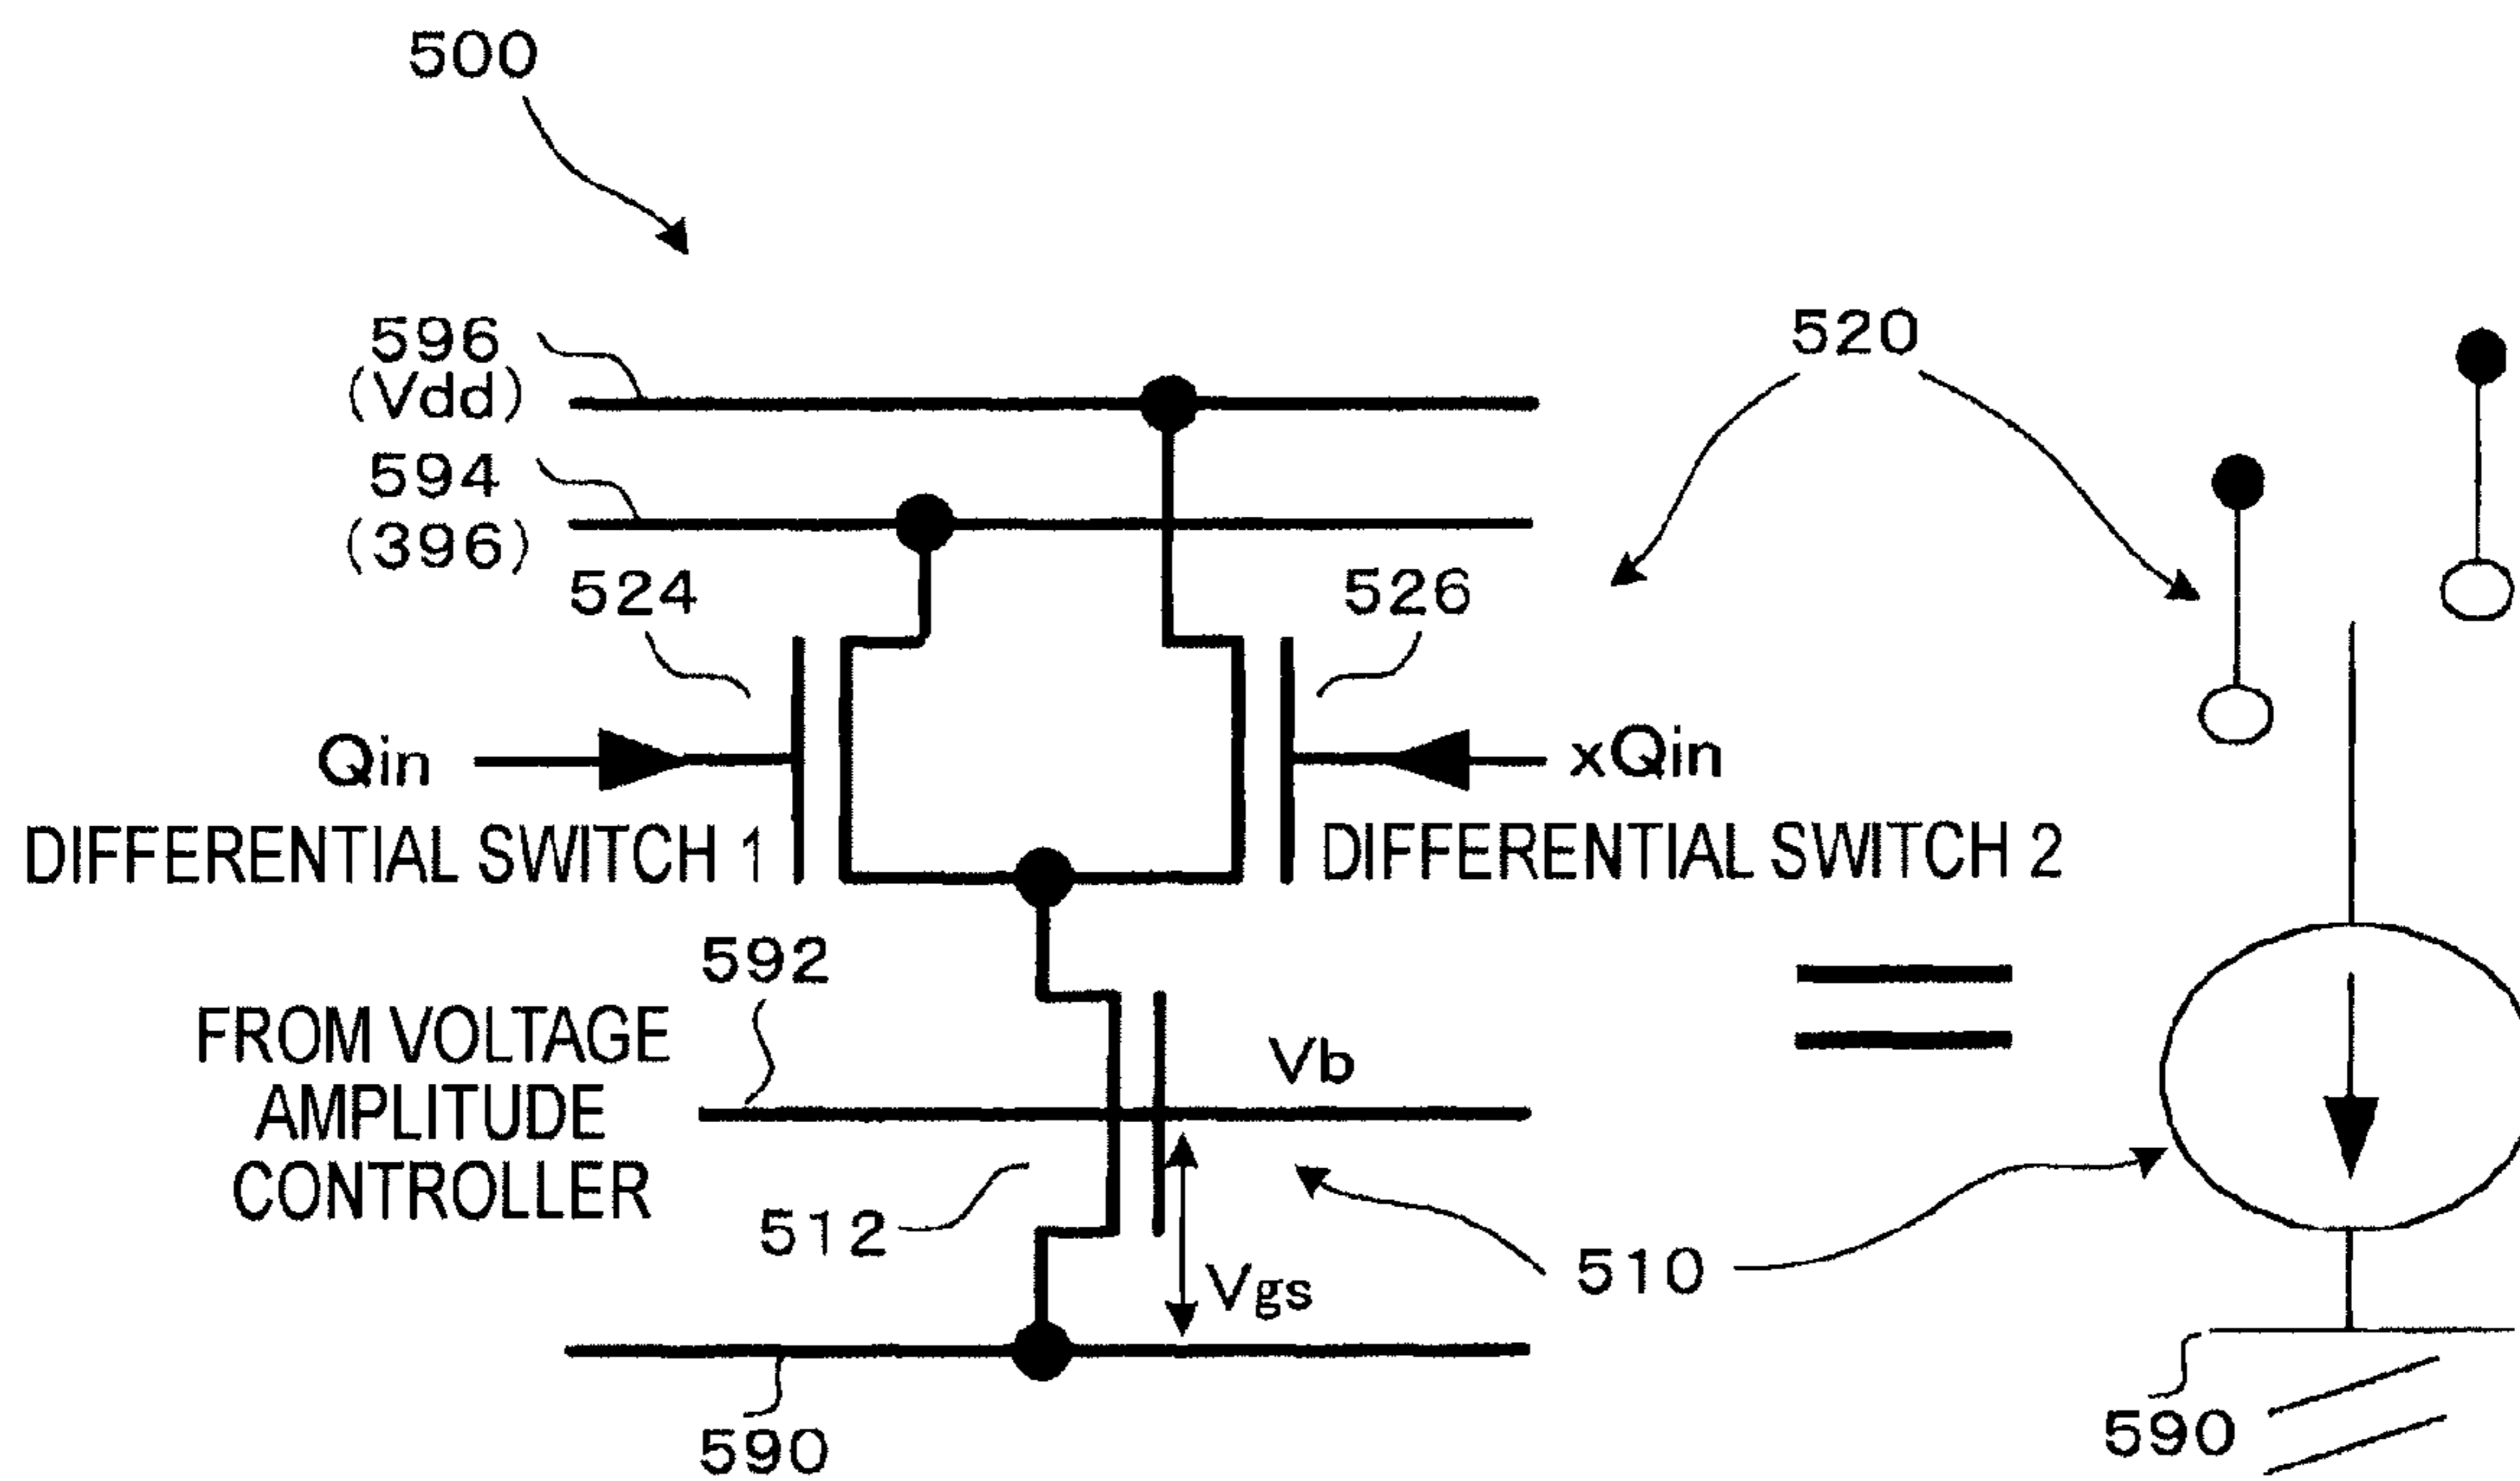 500
596
(Vdd)
594
(396)
520
524
526
Qin
xQin
DIFFERENTIAL SWITCH 1
DIFFERENTIAL SWITCH 2
592
FROM VOLTAGE
AMPLITUDE
CONTROLLER
Vb
512
Vgs
510
590
590